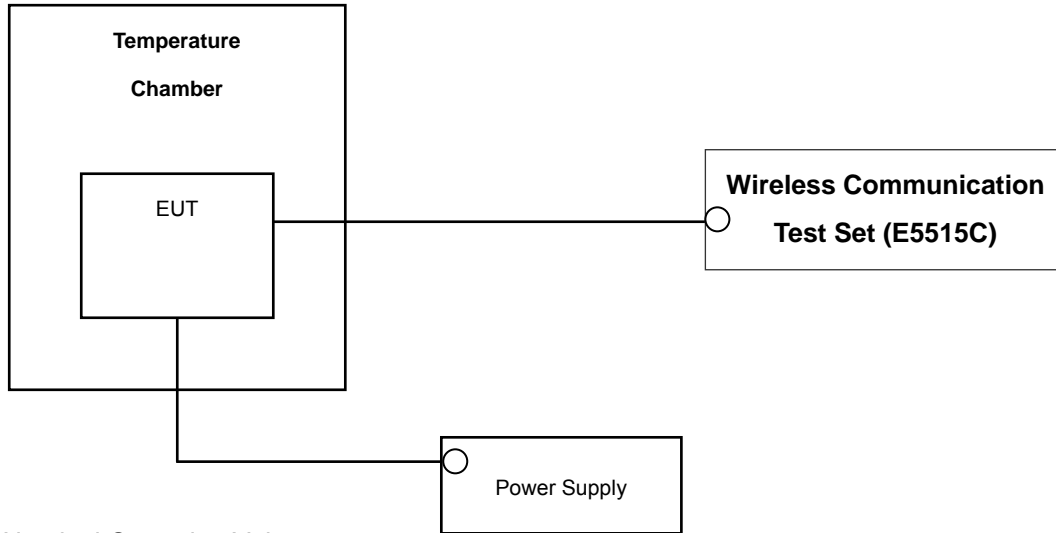 Temperature
Chamber
EUT
Wireless Communication
Test Set (E5515C)
Power Supply